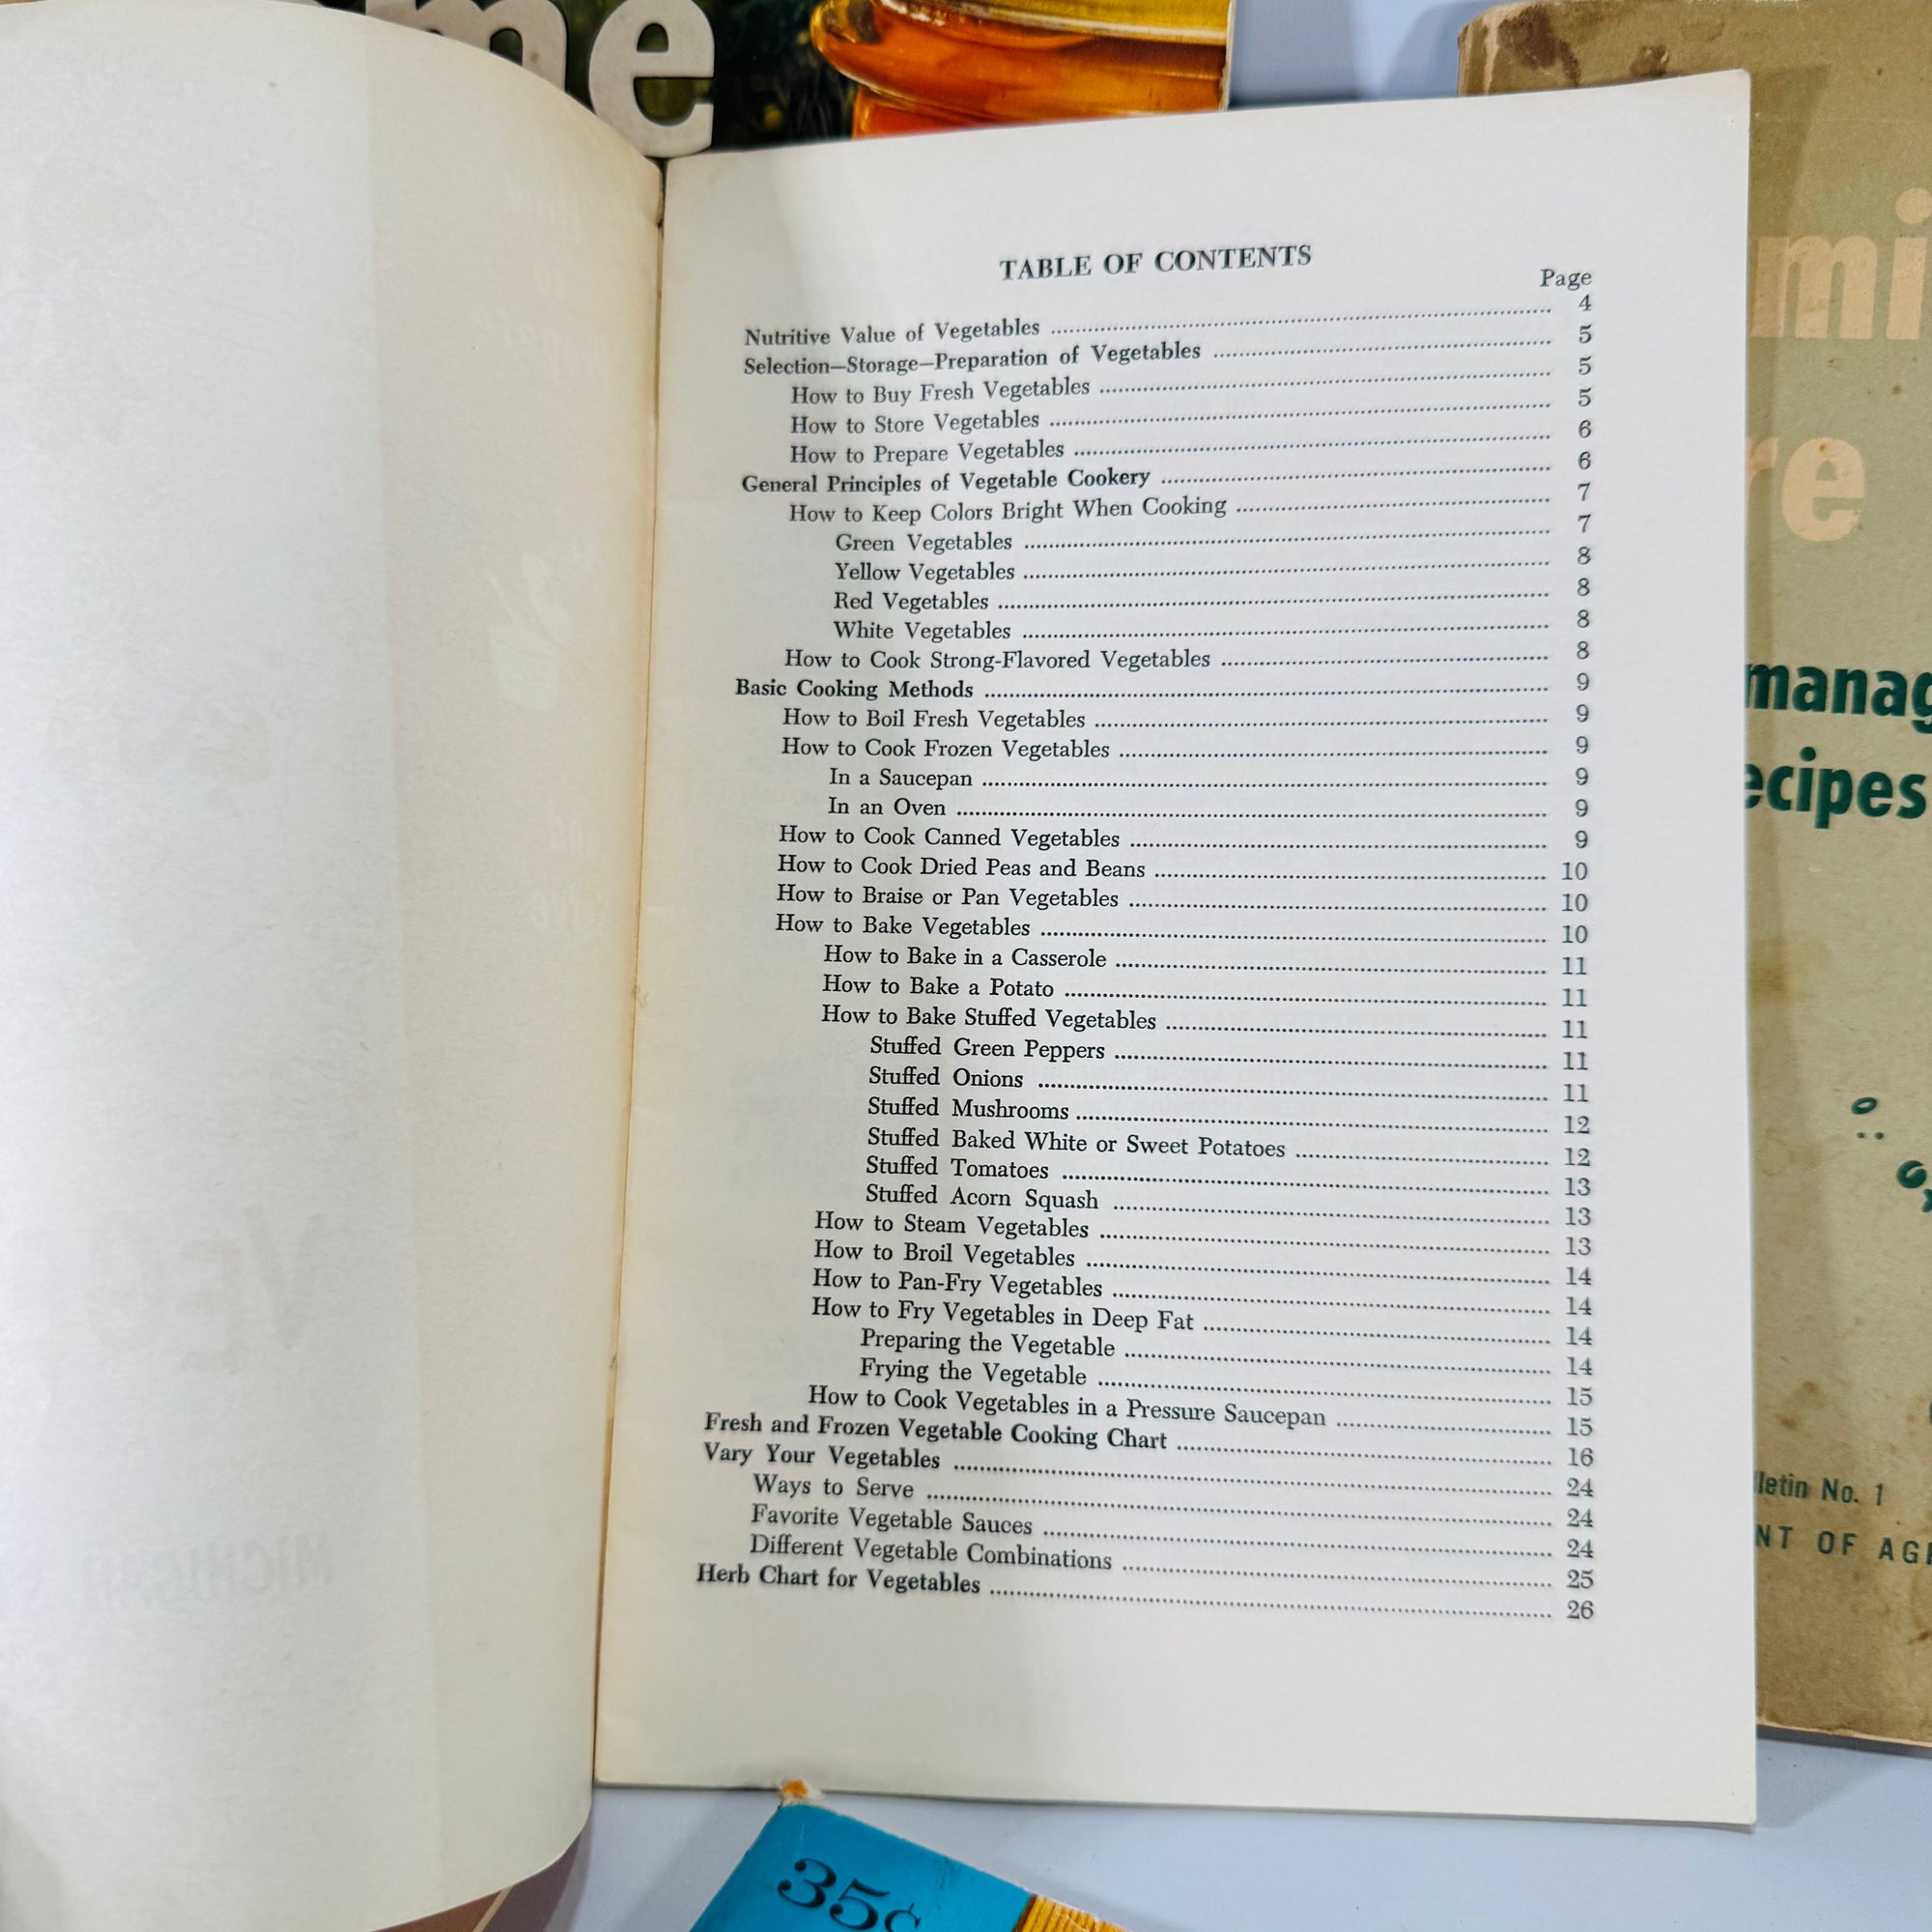 me
TABLE OF CONTENTS
Page
Nutritive Value of Vegetables ........ 4
Selection—Storage—Preparation of Vegetables ........ 5
How to Buy Fresh Vegetables ........ 5
How to Store Vegetables ........ 5
How to Prepare Vegetables ........ 6
General Principles of Vegetable Cookery ........ 6
How to Keep Colors Bright When Cooking ........ 7
Green Vegetables ........ 7
Yellow Vegetables ........ 8
Red Vegetables ........ 8
White Vegetables ........ 8
How to Cook Strong-Flavored Vegetables ........ 8
Basic Cooking Methods ........ 9
How to Boil Fresh Vegetables ........ 9
How to Cook Frozen Vegetables ........ 9
In a Saucepan ........ 9
In an Oven ........ 9
How to Cook Canned Vegetables ........ 9
How to Cook Dried Peas and Beans ........ 10
How to Braise or Pan Vegetables ........ 10
How to Bake Vegetables ........ 10
How to Bake in a Casserole ........ 11
How to Bake a Potato ........ 11
How to Bake Stuffed Vegetables ........ 11
Stuffed Green Peppers ........ 11
Stuffed Onions ........ 11
Stuffed Mushrooms ........ 12
Stuffed Baked White or Sweet Potatoes ........ 12
Stuffed Tomatoes ........ 13
Stuffed Acorn Squash ........ 13
How to Steam Vegetables ........ 13
How to Broil Vegetables ........ 14
How to Pan-Fry Vegetables ........ 14
How to Fry Vegetables in Deep Fat ........ 14
Preparing the Vegetable ........ 14
Frying the Vegetable ........ 15
How to Cook Vegetables in a Pressure Saucepan ........ 15
Fresh and Frozen Vegetable Cooking Chart ........ 16
Vary Your Vegetables ........ 24
Ways to Serve ........ 24
Favorite Vegetable Sauces ........ 24
Different Vegetable Combinations ........ 25
Herb Chart for Vegetables ........ 26
mi
re
manag
ecipes
lletin No. 1
NT OF AGR
35¢